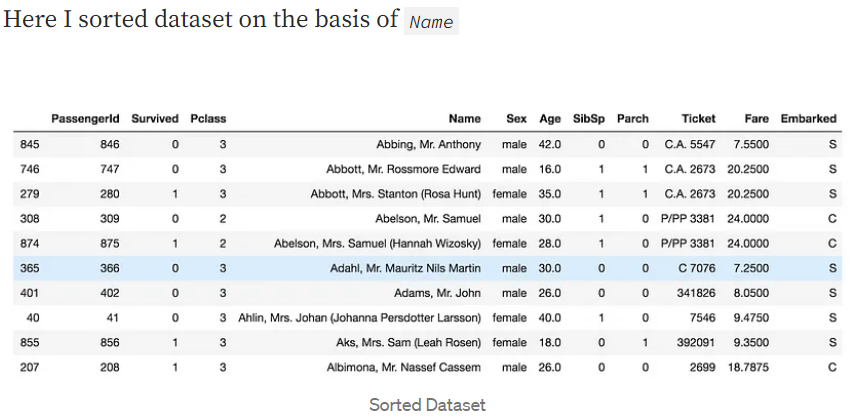 Here I sorted dataset on the basis of Name
PassengerId Survived Pclass Name Sex Age SibSp Parch Ticket Fare Embarked
845 846 0 3 Abbing, Mr. Anthony male 42.0 0 0 C.A. 5547 7.5500 S
746 747 0 3 Abbott, Mr. Rossmore Edward male 16.0 1 1 C.A. 2673 20.2500 S
279 280 1 3 Abbott, Mrs. Stanton (Rosa Hunt) female 35.0 1 1 C.A. 2673 20.2500 S
308 309 0 2 Abelson, Mr. Samuel male 30.0 1 0 P/PP 3381 24.0000 C
874 875 1 2 Abelson, Mrs. Samuel (Hannah Wizosky) female 28.0 1 0 P/PP 3381 24.0000 C
365 366 0 3 Adahl, Mr. Mauritz Nils Martin male 30.0 0 0 C 7076 7.2500 S
401 402 0 3 Adams, Mr. John male 26.0 0 0 341826 8.0500 S
40 41 0 3 Ahlin, Mrs. Johan (Johanna Persdotter Larsson) female 40.0 1 0 7546 9.4750 S
855 856 1 3 Aks, Mrs. Sam (Leah Rosen) female 18.0 0 1 392091 9.3500 S
207 208 1 3 Albimona, Mr. Nassef Cassem male 26.0 0 0 2699 18.7875 C
Sorted Dataset